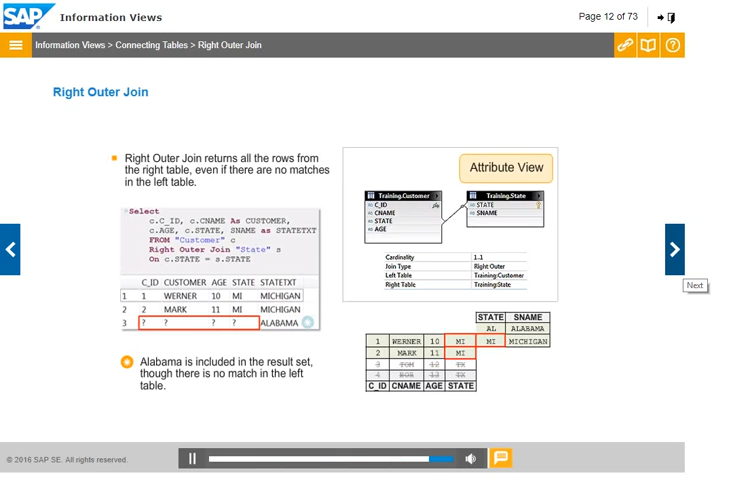 SAP
Information Views
Page 12 of 73
Information Views > Connecting Tables > Right Outer Join
Right Outer Join
Right Outer Join returns all the rows from
the right table, even if there are no matches
in the left table.
Select
c.C_ID, c.CNAME As CUSTOMER,
c.AGE, c.STATE, SNAME as STATETXT
FROM "Customer" c
Right Outer Join "State" s
On c.STATE = s.STATE
C_ID CUSTOMER AGE STATE STATETXT
1 1 WERNER 10 MI MICHIGAN
2 2 MARK 11 MI MICHIGAN
3 ? ? ? ? ALABAMA
Alabama is included in the result set,
though there is no match in the left
table.
Attribute View
Training.Customer
C_ID
CNAME
STATE
AGE
Training.State
STATE
SNAME
Cardinality 1..1
Join Type Right Outer
Left Table Training:Customer
Right Table Training:State
STATE SNAME
AL ALABAMA
1 WERNER 10 MI MI MICHIGAN
2 MARK 11 MI
3 TOM 12 TX
4 BOB 13 TX
C_ID CNAME AGE STATE
Next
© 2016 SAP SE. All rights reserved.